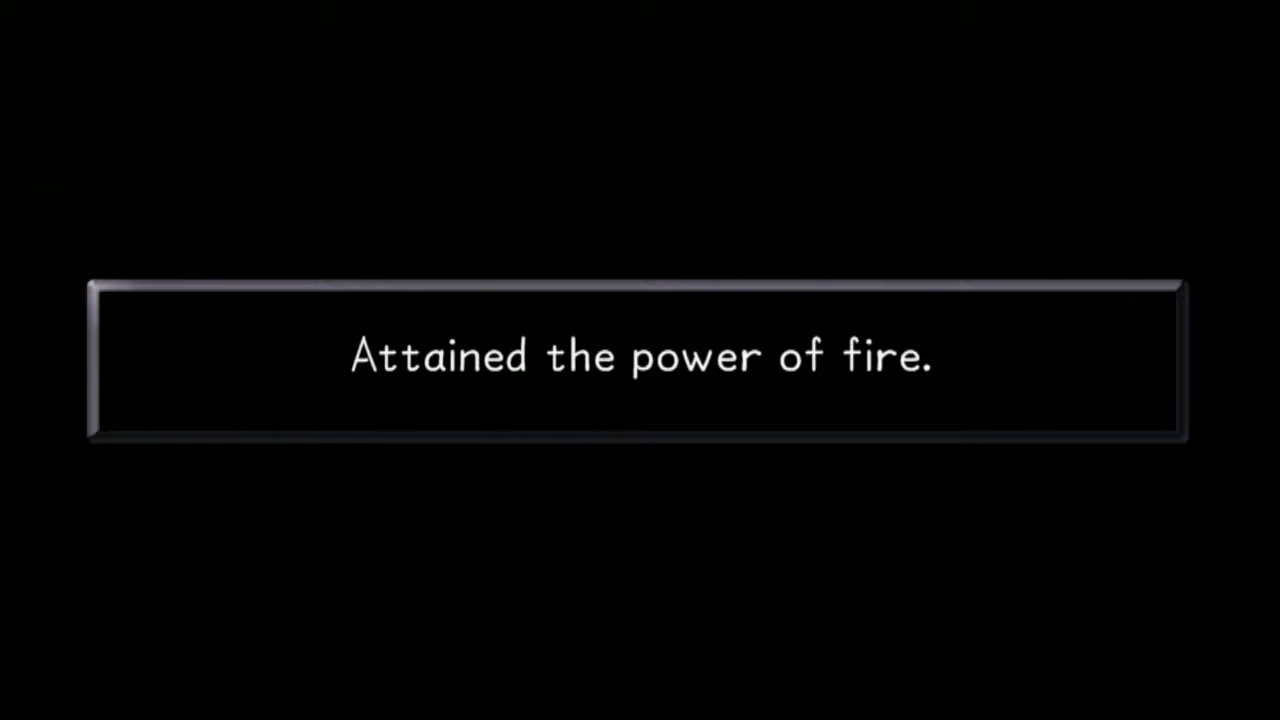 Attained the power of fire.